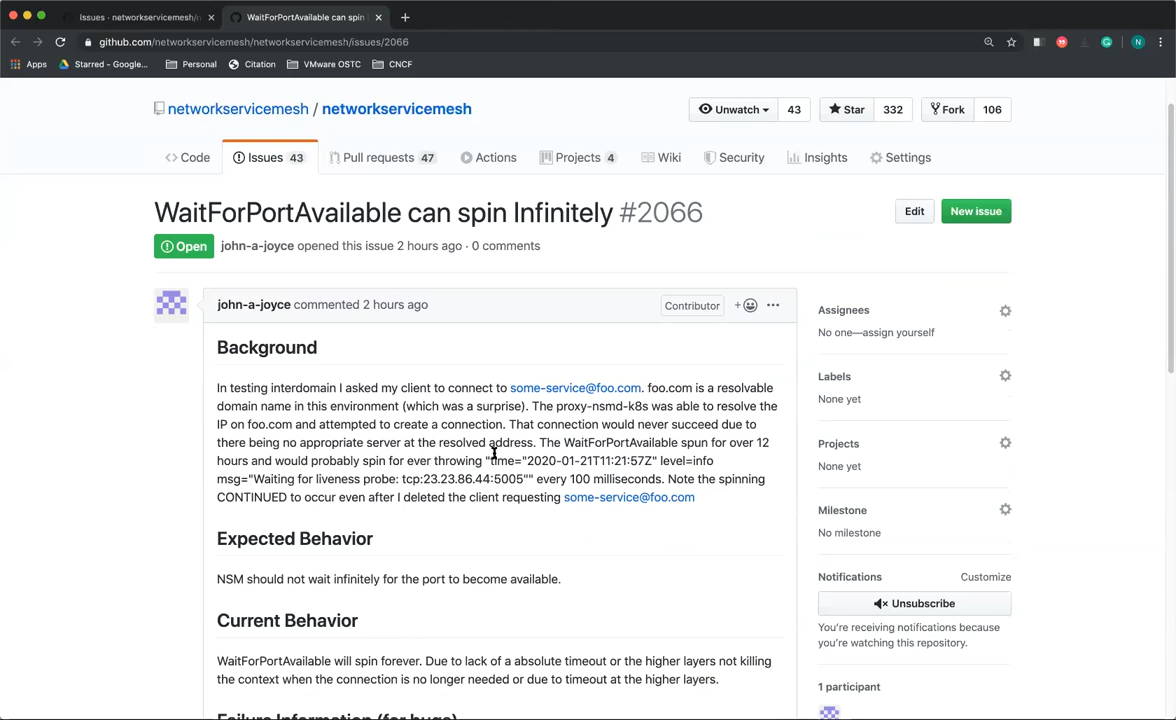 Issues · networkservicemesh/n
WaitForPortAvailable can spin I
github.com/networkservicemesh/networkservicemesh/issues/2066
N
Apps
Starred - Google...
Personal
Citation
VMware OSTC
CNCF
networkservicemesh / networkservicemesh
Unwatch 43
Star 332
Fork 106
Code
Issues 43
Pull requests 47
Actions
Projects 4
Wiki
Security
Insights
Settings
WaitForPortAvailable can spin Infinitely #2066
Edit
New issue
Open
john-a-joyce opened this issue 2 hours ago · 0 comments
john-a-joyce commented 2 hours ago
Contributor
Background
In testing interdomain I asked my client to connect to some-service@foo.com. foo.com is a resolvable
domain name in this environment (which was a surprise). The proxy-nsmd-k8s was able to resolve the
IP on foo.com and attempted to create a connection. That connection would never succeed due to
there being no appropriate server at the resolved address. The WaitForPortAvailable spun for over 12
hours and would probably spin for ever throwing "time="2020-01-21T11:21:57Z" level=info
msg="Waiting for liveness probe: tcp:23.23.86.44:5005"" every 100 milliseconds. Note the spinning
CONTINUED to occur even after I deleted the client requesting some-service@foo.com
Expected Behavior
NSM should not wait infinitely for the port to become available.
Current Behavior
WaitForPortAvailable will spin forever. Due to lack of a absolute timeout or the higher layers not killing
the context when the connection is no longer needed or due to timeout at the higher layers.
Failure Information (for bugs)
Assignees
No one—assign yourself
Labels
None yet
Projects
None yet
Milestone
No milestone
Notifications
Customize
Unsubscribe
You're receiving notifications because
you're watching this repository.
1 participant